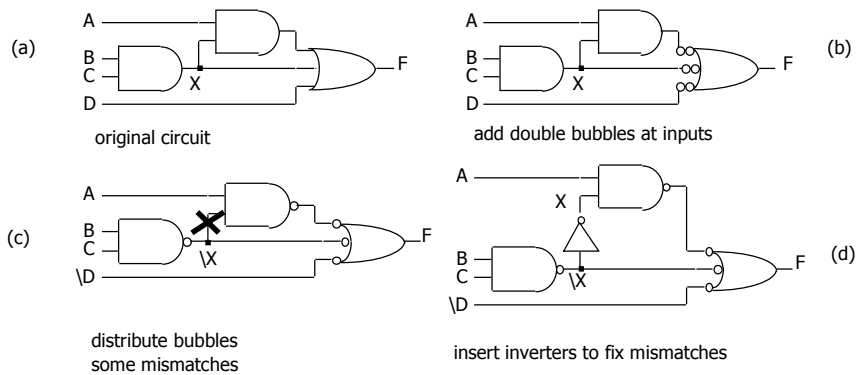 (a)
A
B
C
D
X
F
original circuit
(b)
A
B
C
D
X
F
add double bubbles at inputs
(c)
A
B
C
\D
\X
F
distribute bubbles
some mismatches
(d)
A
X
B
C
\X
\D
F
insert inverters to fix mismatches